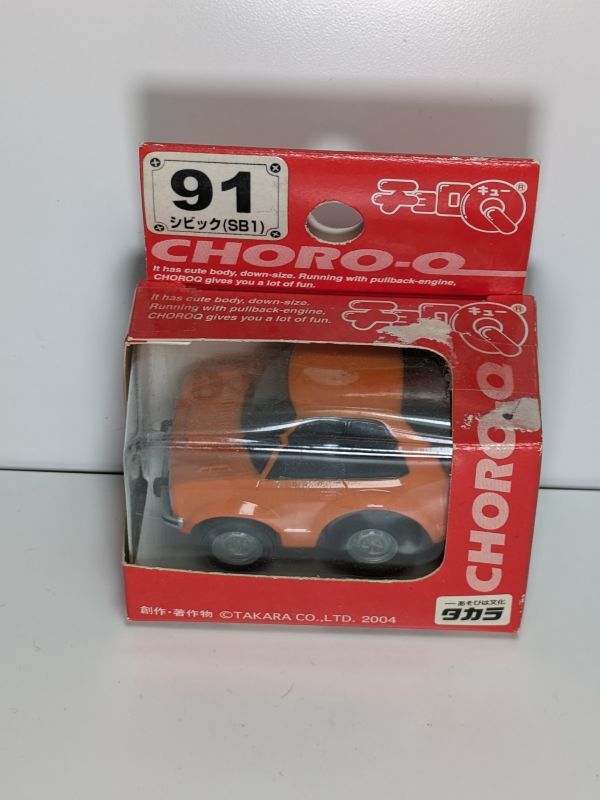 91
シビック(SB1)
チョロQ
キュー
®
CHORO-Q
It has cute body, down-size. Running with pullback-engine,
CHOROQ gives you a lot of fun.
It has cute body, down-size.
Running with pullback-engine,
CHOROQ gives you a lot of fun.
チョロQ
キュー
®
CHORO-Q
創作・著作物 ©TAKARA CO.,LTD. 2004
あそびは文化
タカラ